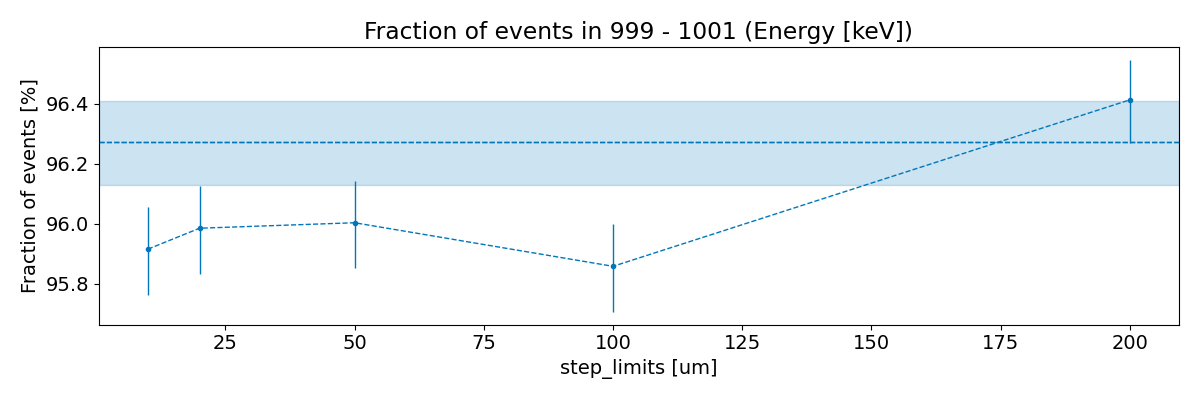 Fraction of events in 999 - 1001 (Energy [keV])
Fraction of events [%]
96.4
96.2
96.0
95.8
25 50 75 100 125 150 175 200
step_limits [um]